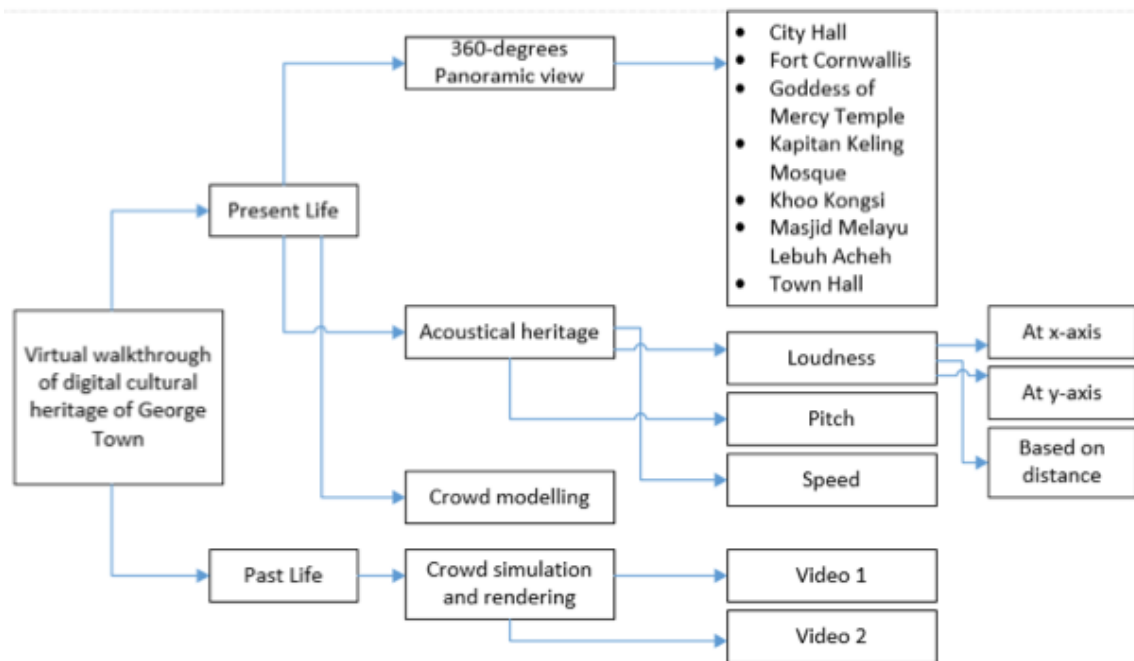 360-degrees
Panoramic view
• City Hall
• Fort Cornwallis
• Goddess of
Mercy Temple
• Kapitan Keling
Mosque
• Khoo Kongsi
• Masjid Melayu
Lebuh Acheh
• Town Hall
Present Life
Virtual walkthrough
of digital cultural
heritage of George
Town
Acoustical heritage
Loudness
At x-axis
At y-axis
Based on
distance
Pitch
Speed
Crowd modelling
Past Life
Crowd simulation
and rendering
Video 1
Video 2